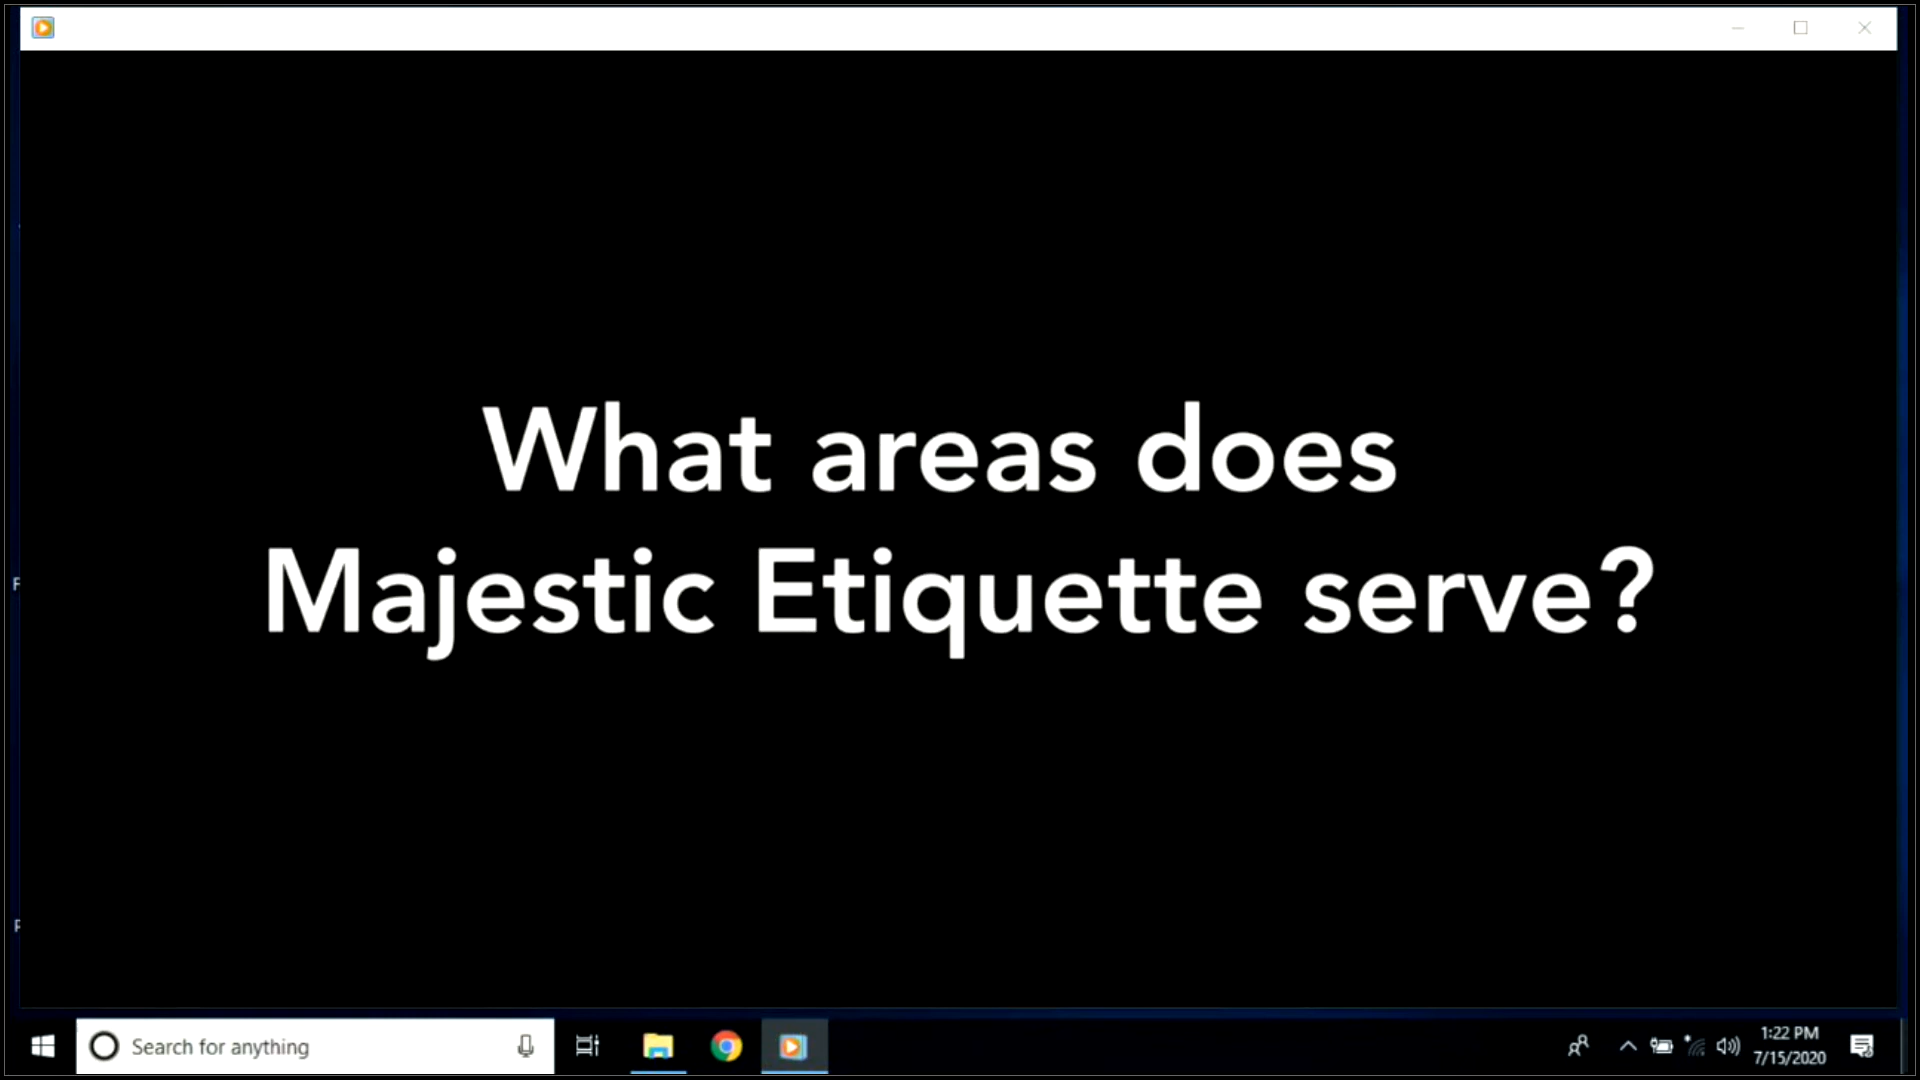 What areas does
Majestic Etiquette serve?
F
Search for anything
1:22 PM
7/15/2020